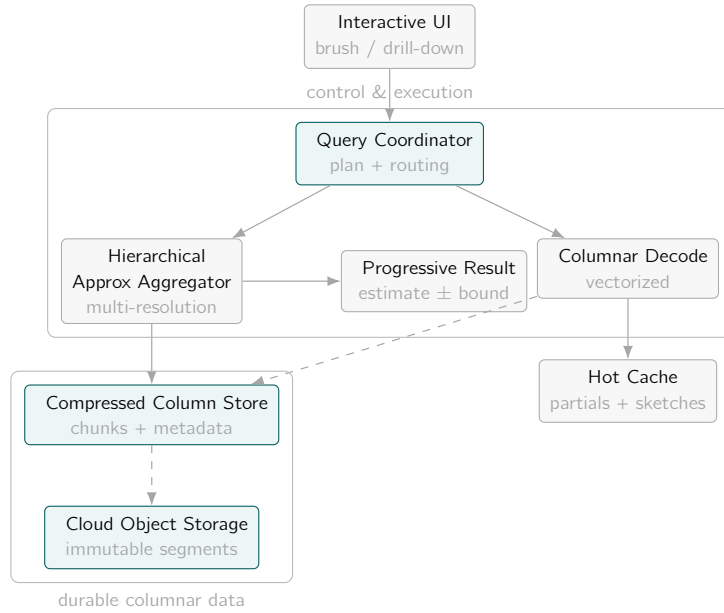 Interactive UI
brush / drill-down
control & execution
Query Coordinator
plan + routing
Hierarchical
Approx Aggregator
multi-resolution
Progressive Result
estimate ± bound
Columnar Decode
vectorized
Hot Cache
partials + sketches
Compressed Column Store
chunks + metadata
Cloud Object Storage
immutable segments
durable columnar data